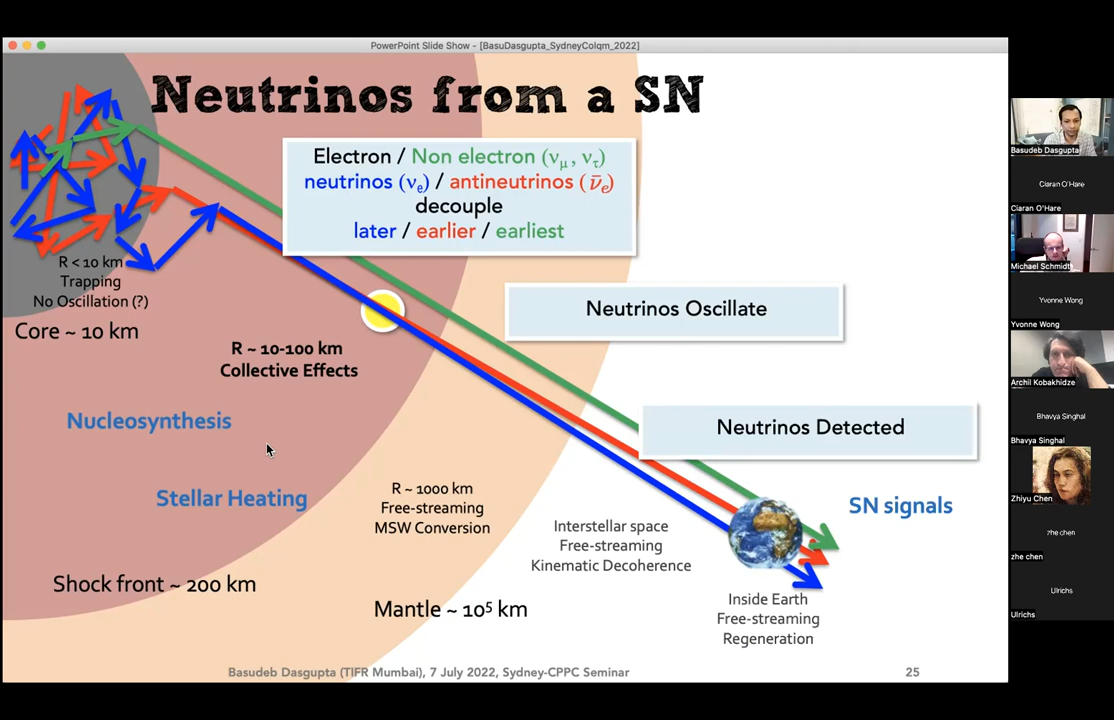 PowerPoint Slide Show - [BasuDasgupta_SydneyColqm_2022]
Neutrinos from a SN
Electron / Non electron (νμ, ντ)
neutrinos (νe) / antineutrinos (ν̄e)
decouple
later / earlier / earliest
R < 10 km
Trapping
No Oscillation (?)
Core ~ 10 km
Neutrinos Oscillate
R ~ 10-100 km
Collective Effects
Nucleosynthesis
Neutrinos Detected
Stellar Heating
R ~ 1000 km
Free-streaming
MSW Conversion
SN signals
Interstellar space
Free-streaming
Kinematic Decoherence
Shock front ~ 200 km
Mantle ~ 10⁵ km
Inside Earth
Free-streaming
Regeneration
Basudeb Dasgupta (TIFR Mumbai), 7 July 2022, Sydney-CPPC Seminar
25
Basudeb Dasgupta
Ciaran O'Hare
Ciaran O'Hare
Michael Schmidt
Yvonne Wong
Yvonne Wong
Archil Kobakhidze
Bhavya Singhal
Bhavya Singhal
Zhiyu Chen
zhe chen
zhe chen
Ulrichs
Ulrichs